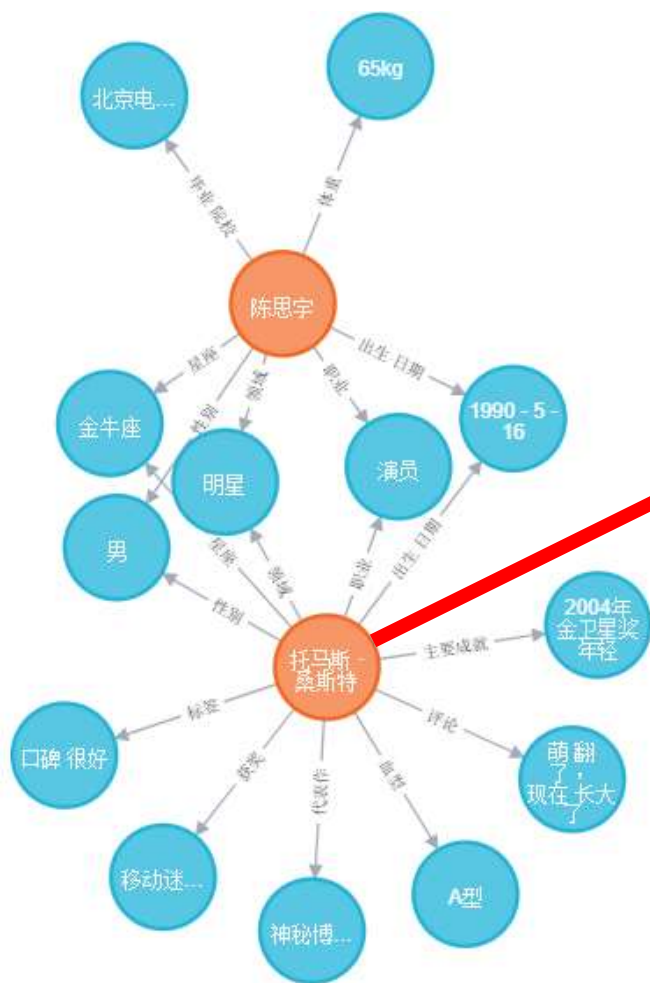 65kg
北京电...
毕业 院校
体重
陈思宇
星座
领域
职业
出生 日期
性别
金牛座
1990 - 5 -
16
明星
演员
男
星座
领域
职业
出生 日期
性别
2004年
金卫星奖
年轻
主要成就
托马斯 -
桑斯特
标签
获奖
代表作
血型
评论
口碑 很好
萌 翻
了，
现在 长大
了
移动迷...
A型
神秘博...